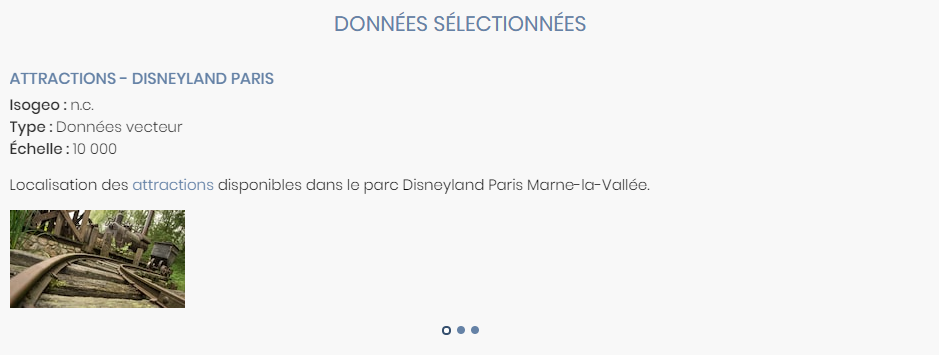 DONNÉES SÉLECTIONNÉES
ATTRACTIONS - DISNEYLAND PARIS
Isogeo : n.c.
Type : Données vecteur
Échelle : 10 000
Localisation des attractions disponibles dans le parc Disneyland Paris Marne-la-Vallée.